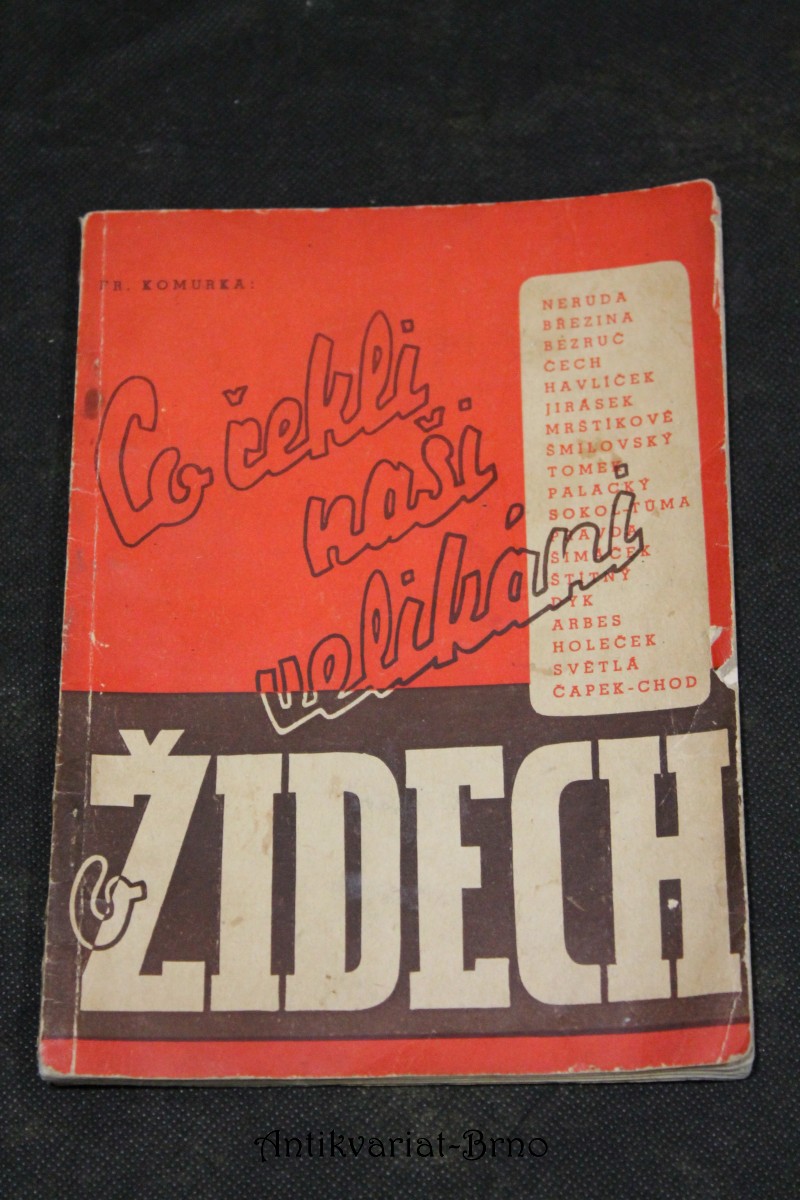 FR. KOMURKA:
Co řekli
naši
velikáni
o
ŽIDECH
NERUDA
BŘEZINA
BEZRUČ
ČECH
HAVLÍČEK
JIRÁSEK
MRŠTÍKOVÉ
ŠMILOVSKÝ
TOMEK
PALACKÝ
SOKOL-TŮMA
PRAVDA
ŠIMÁČEK
ŠTÍTNÝ
DYK
ARBES
HOLEČEK
SVĚTLÁ
ČAPEK-CHOD
Antikvariat-Brno